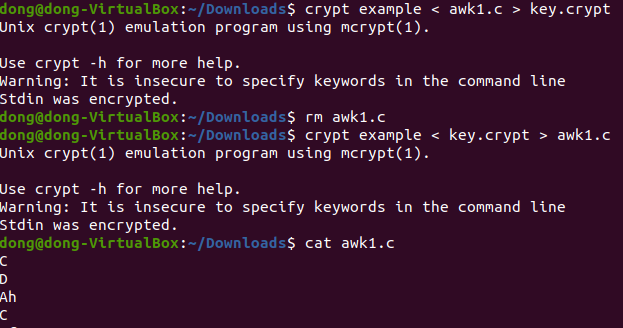 dong@dong-VirtualBox:~/Downloads$ crypt example < awk1.c > key.crypt
Unix crypt(1) emulation program using mcrypt(1).

Use crypt -h for more help.
Warning: It is insecure to specify keywords in the command line
Stdin was encrypted.
dong@dong-VirtualBox:~/Downloads$ rm awk1.c
dong@dong-VirtualBox:~/Downloads$ crypt example < key.crypt > awk1.c
Unix crypt(1) emulation program using mcrypt(1).

Use crypt -h for more help.
Warning: It is insecure to specify keywords in the command line
Stdin was encrypted.
dong@dong-VirtualBox:~/Downloads$ cat awk1.c
C
D
Ah
C